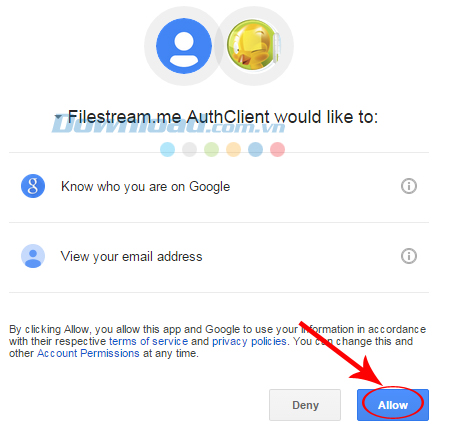 Filestream.me AuthClient would like to:
Download.com.vn
g
Know who you are on Google
i
View your email address
i
By clicking Allow, you allow this app and Google to use your information in accordance
with their respective terms of service and privacy policies. You can change this and
other Account Permissions at any time.
Deny
Allow